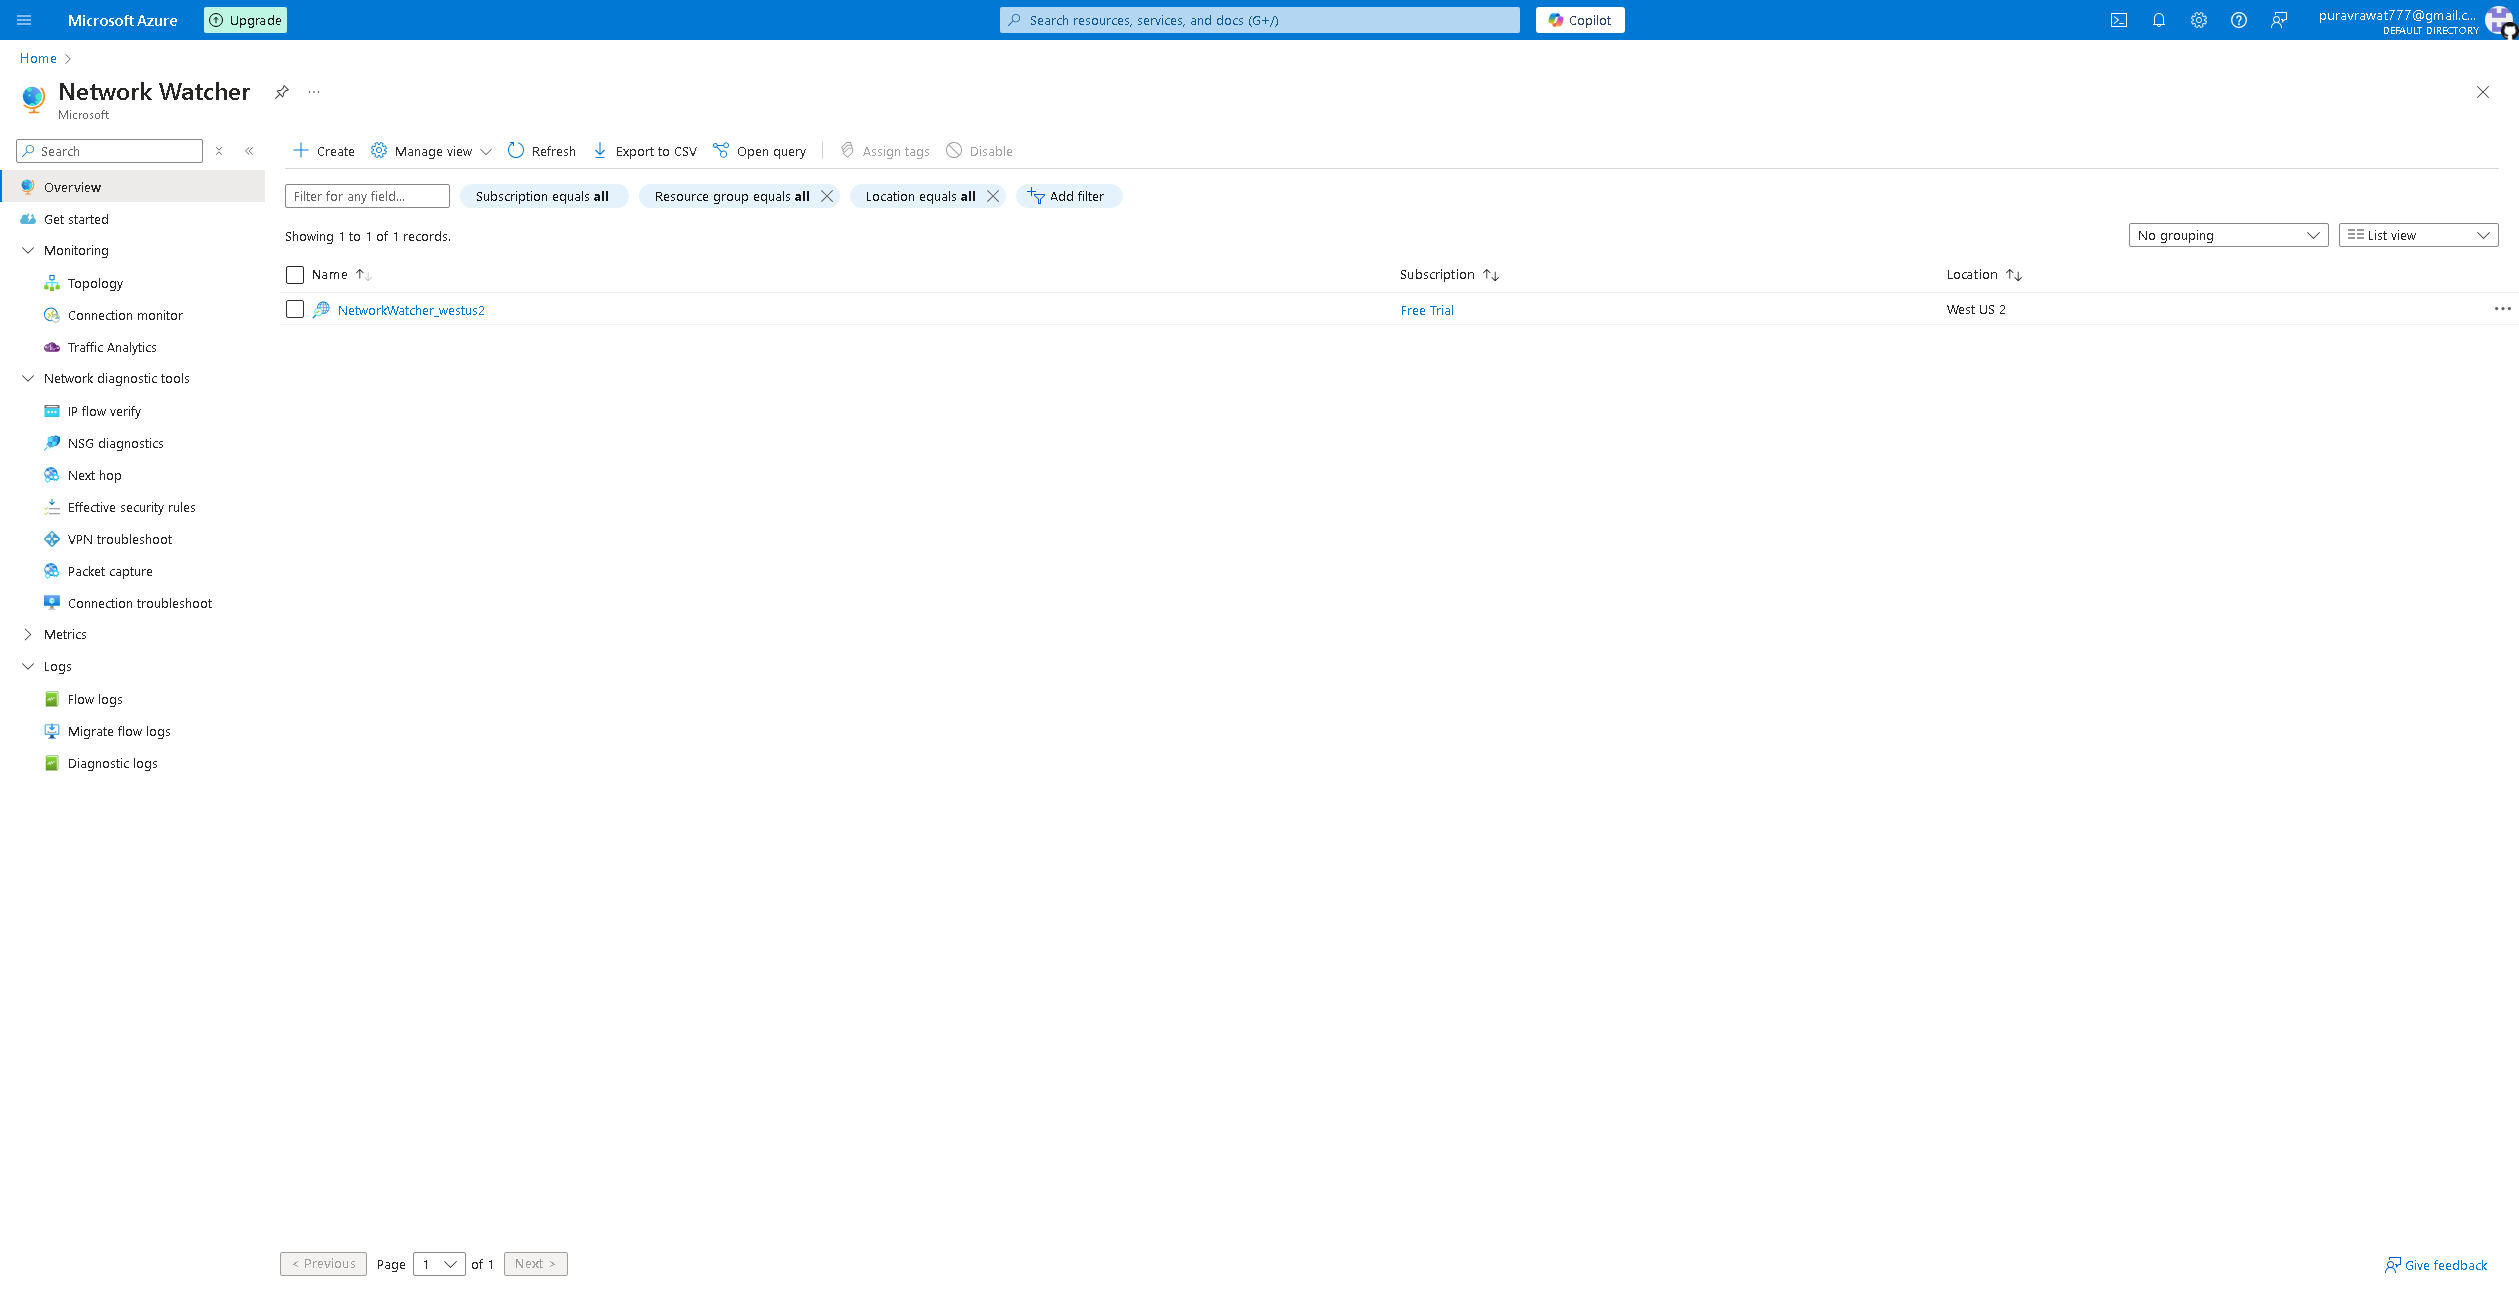 Microsoft Azure
Upgrade
Search resources, services, and docs (G+/)
Copilot
puravrawat777@gmail.c...
DEFAULT DIRECTORY
Home
Network Watcher
Microsoft
Search
Create
Manage view
Refresh
Export to CSV
Open query
Assign tags
Disable
Overview
Get started
Monitoring
Topology
Connection monitor
Traffic Analytics
Network diagnostic tools
IP flow verify
NSG diagnostics
Next hop
Effective security rules
VPN troubleshoot
Packet capture
Connection troubleshoot
Metrics
Logs
Flow logs
Migrate flow logs
Diagnostic logs
Filter for any field...
Subscription equals all
Resource group equals all
Location equals all
Add filter
Showing 1 to 1 of 1 records.
No grouping
List view
Name
Subscription
Location
NetworkWatcher_westus2
Free Trial
West US 2
< Previous
Page
1
of 1
Next >
Give feedback